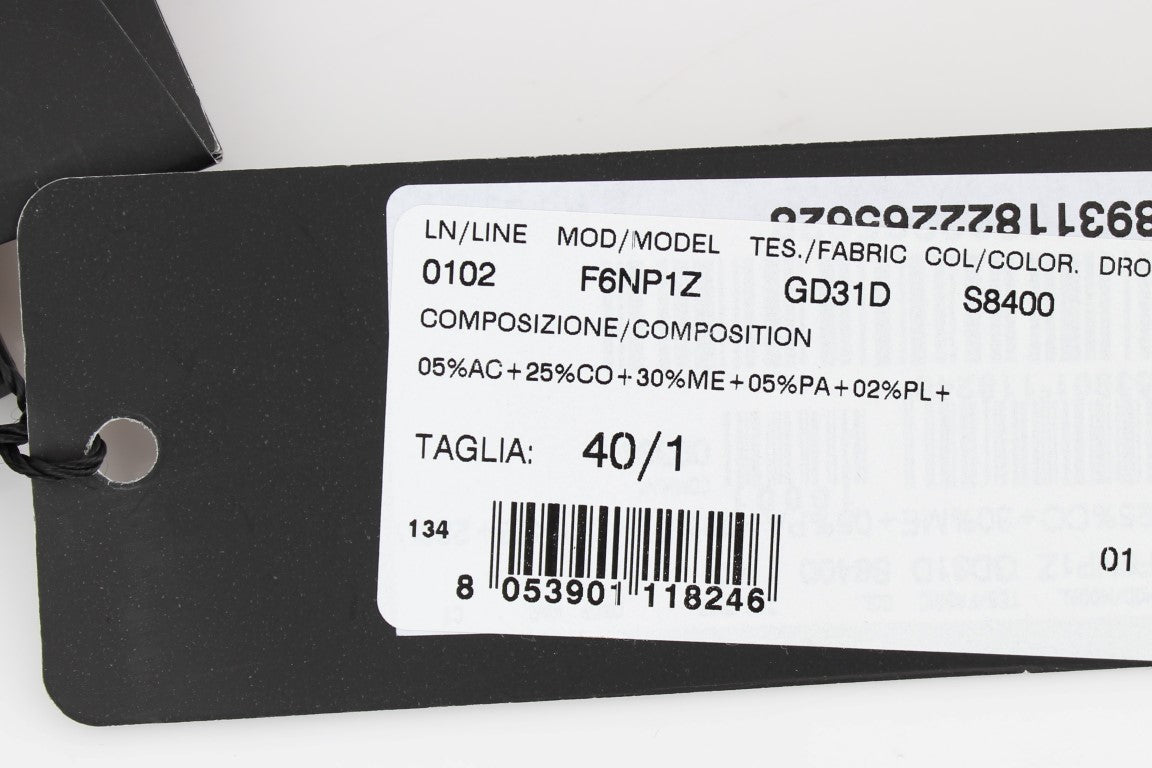 LN/LINE MOD/MODEL TES./FABRIC COL/COLOR. DRO
0102 F6NP1Z GD31D S8400
COMPOSIZIONE/COMPOSITION
05%AC+25%CO+30%ME+05%PA+02%PL+
TAGLIA: 40/1
134
01
8 053901 118246